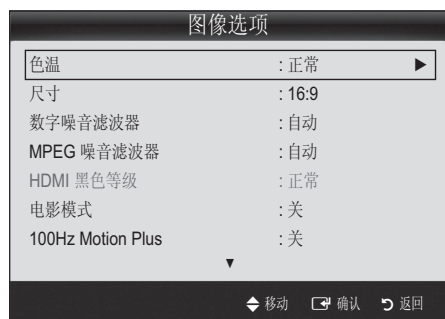 图像选项
色温 : 正常 ▶
尺寸 : 16:9
数字噪音滤波器 : 自动
MPEG 噪音滤波器 : 自动
HDMI 黑色等级 : 正常
电影模式 : 关
100Hz Motion Plus : 关
▼
移动 确认 返回